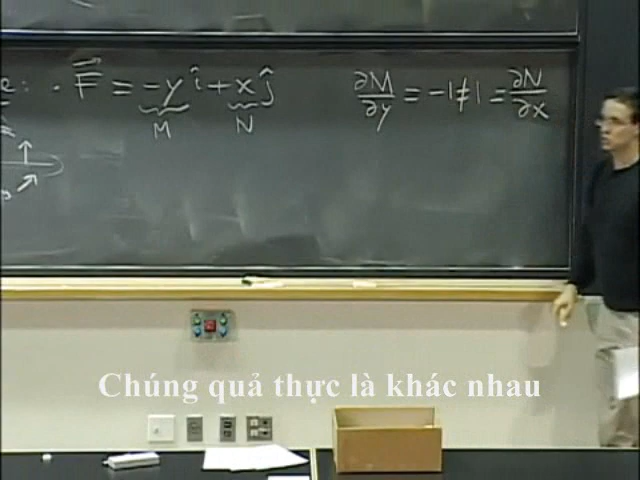 e: · F⃗ = -y î + x ĵ
M N
∂M/∂y = -1 ≠ 1 = ∂N/∂x
Chúng quả thực là khác nhau